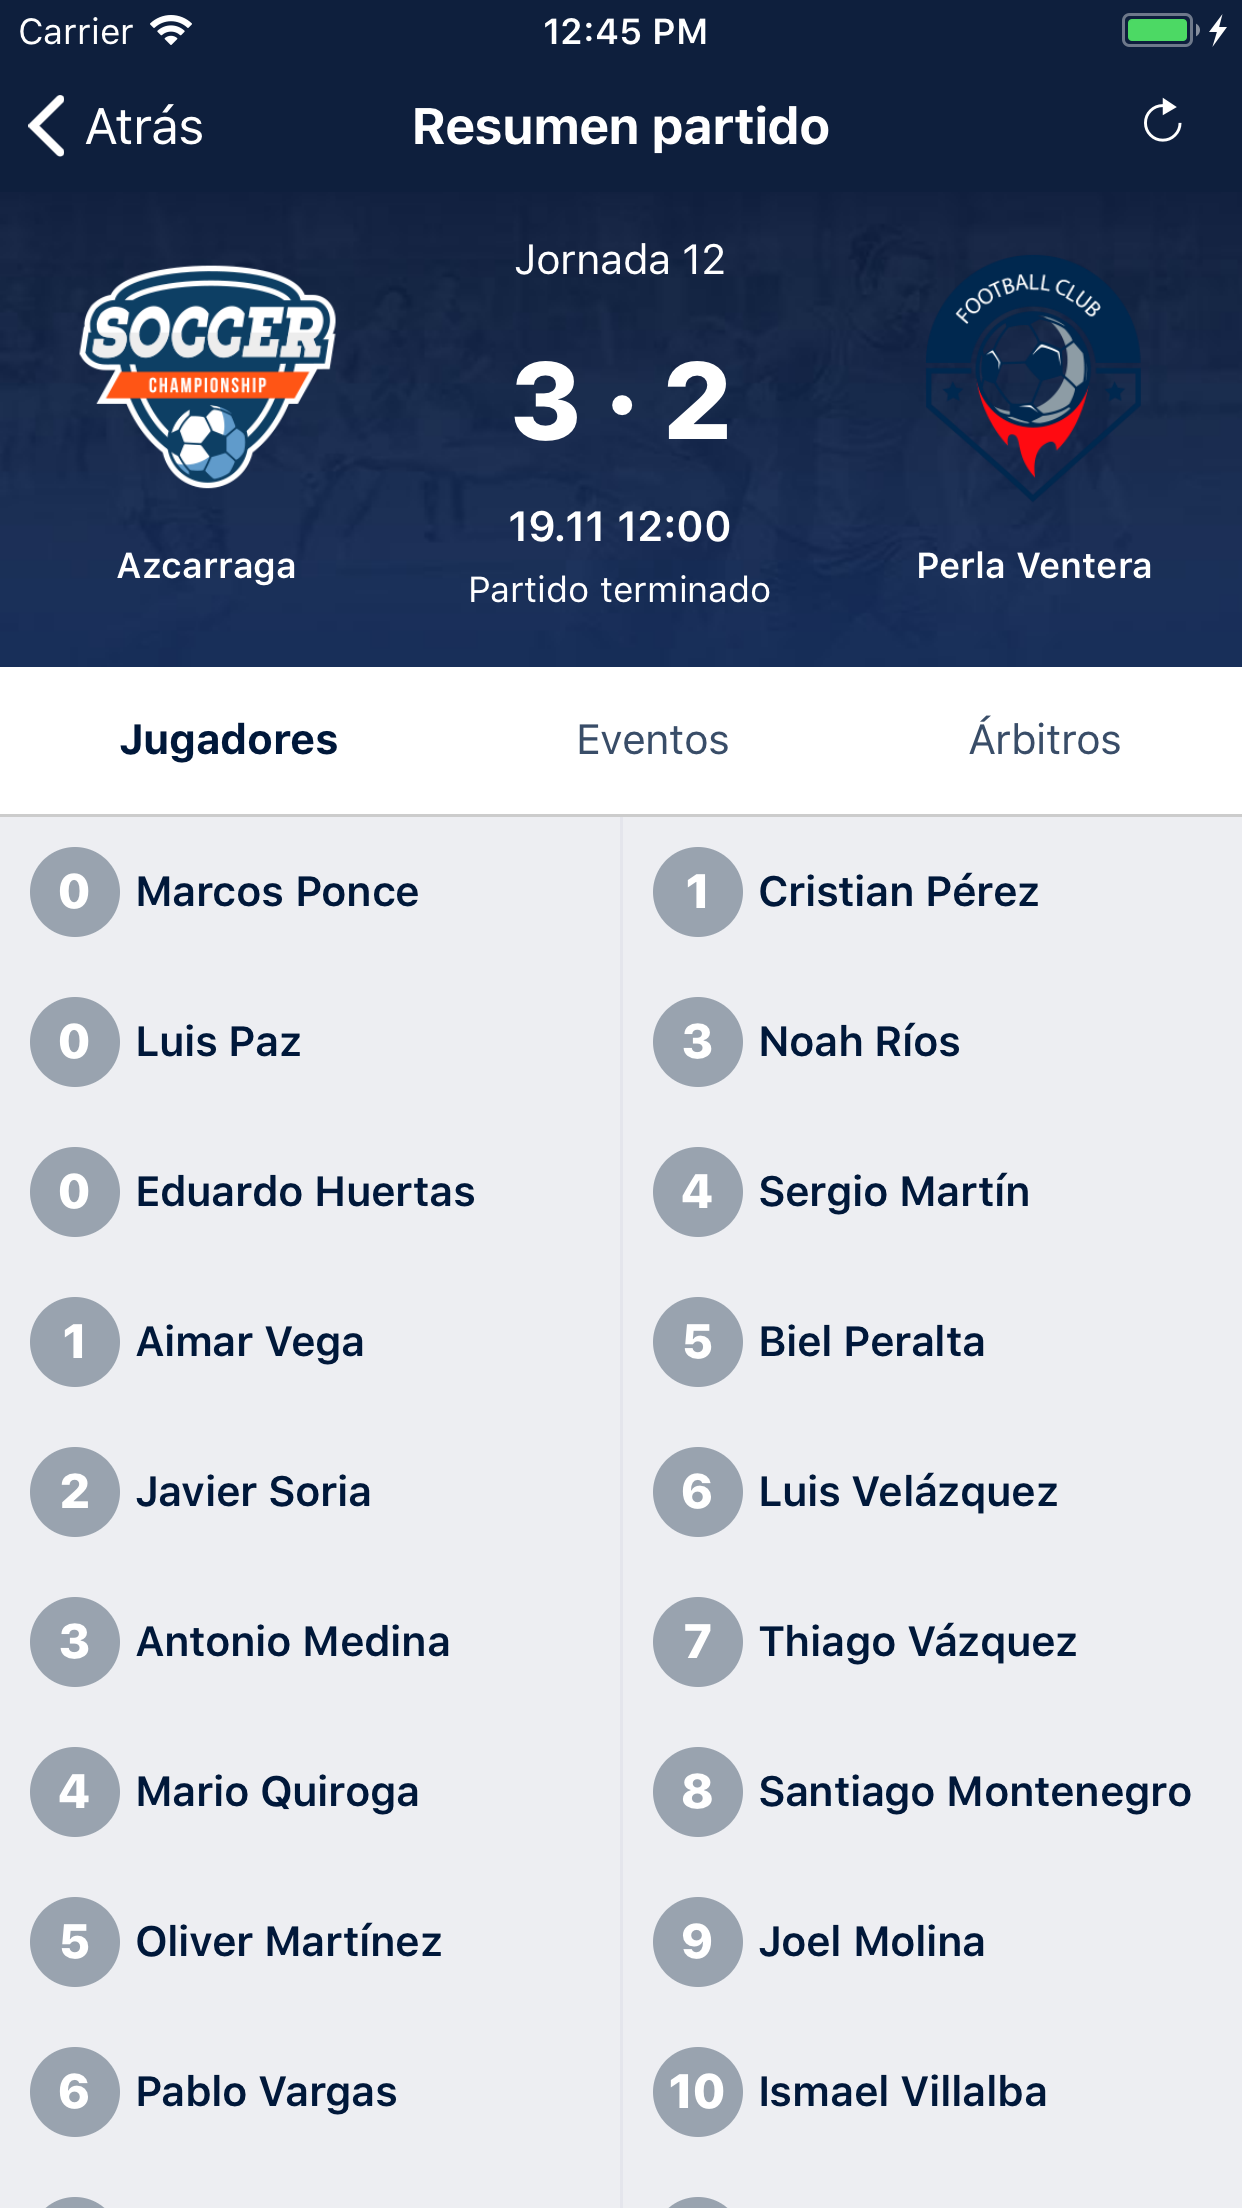 Carrier 12:45 PM
Atrás Resumen partido
Jornada 12
SOCCER
CHAMPIONSHIP
FOOTBALL CLUB
3 · 2
19.11 12:00
Azcarraga
Partido terminado
Perla Ventera
Jugadores Eventos Árbitros
0 Marcos Ponce
1 Cristian Pérez
0 Luis Paz
3 Noah Ríos
0 Eduardo Huertas
4 Sergio Martín
1 Aimar Vega
5 Biel Peralta
2 Javier Soria
6 Luis Velázquez
3 Antonio Medina
7 Thiago Vázquez
4 Mario Quiroga
8 Santiago Montenegro
5 Oliver Martínez
9 Joel Molina
6 Pablo Vargas
10 Ismael Villalba